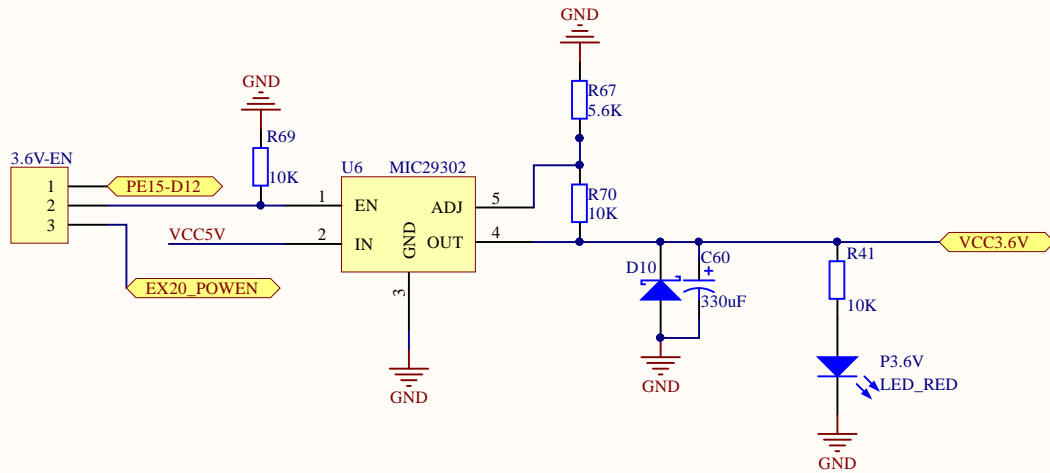 GND
R67
5.6K
GND
R69
10K
3.6V-EN
1
2
3
PE15-D12
EX20_POWEN
VCC5V
U6
MIC29302
1
EN
2
IN
GND
3
ADJ
5
OUT
4
GND
R70
10K
D10
C60
+
330uF
GND
R41
10K
VCC3.6V
P3.6V
LED_RED
GND